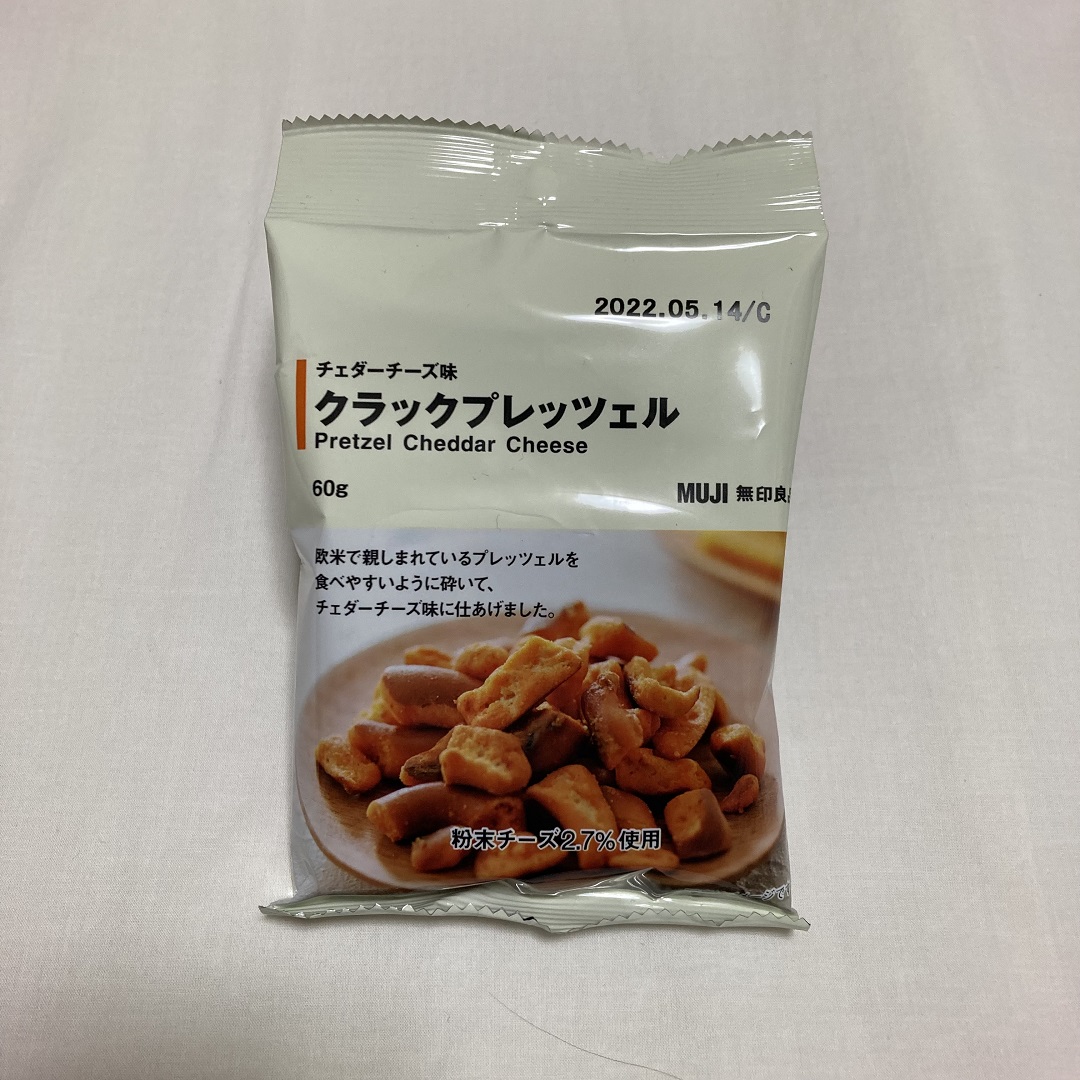 2022.05.14/C
チェダーチーズ味
クラックプレッツェル
Pretzel Cheddar Cheese
60g
MUJI 無印良
欧米で親しまれているプレッツェルを
食べやすいように砕いて、
チェダーチーズ味に仕あげました。
粉末チーズ2.7%使用